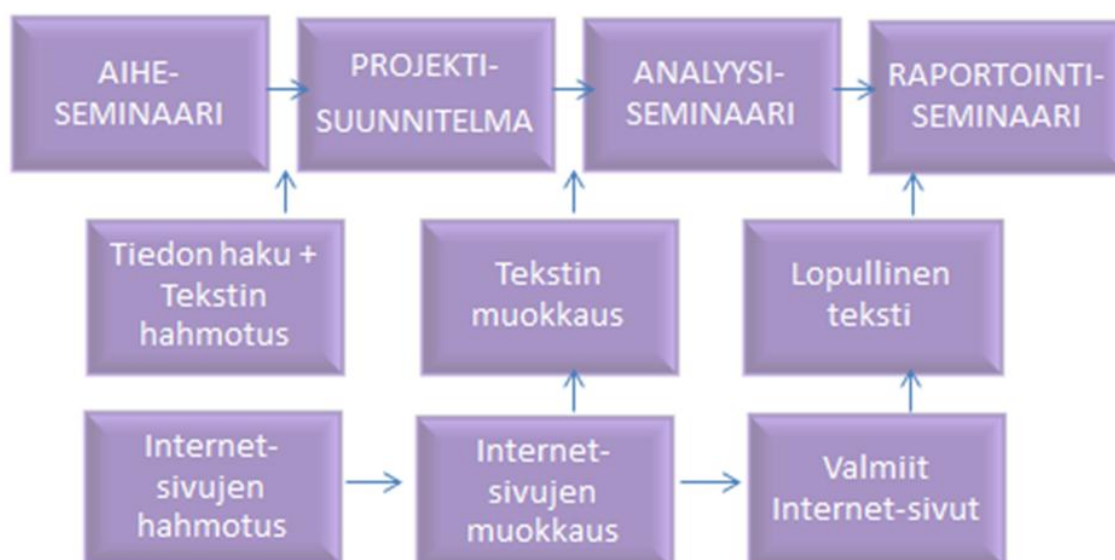 AIHE-
SEMINAARI
PROJEKTI-
SUUNNITELMA
ANALYYSI-
SEMINAARI
RAPORTOINTI-
SEMINAARI
Tiedon haku +
Tekstin
hahmotus
Tekstin
muokkaus
Lopullinen
teksti
Internet-
sivujen
hahmotus
Internet-
sivujen
muokkaus
Valmiit
Internet-sivut